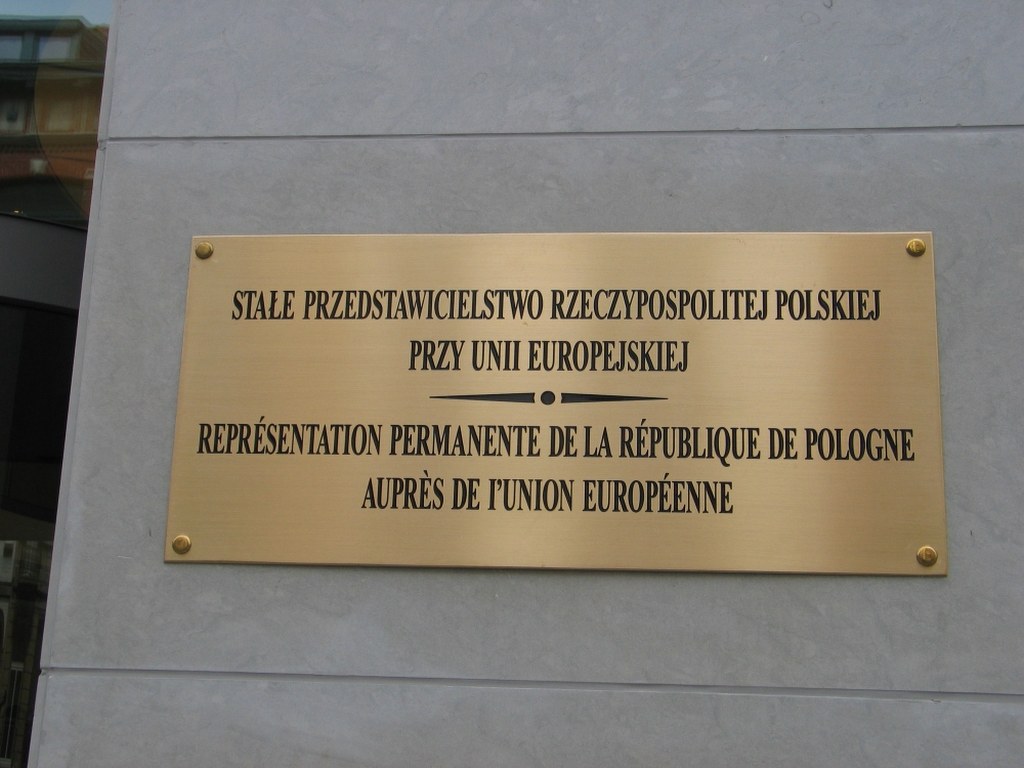 STAŁE PRZEDSTAWICIELSTWO RZECZYPOSPOLITEJ POLSKIEJ
PRZY UNII EUROPEJSKIEJ
REPRÉSENTATION PERMANENTE DE LA RÉPUBLIQUE DE POLOGNE
AUPRÈS DE l'UNION EUROPÉENNE